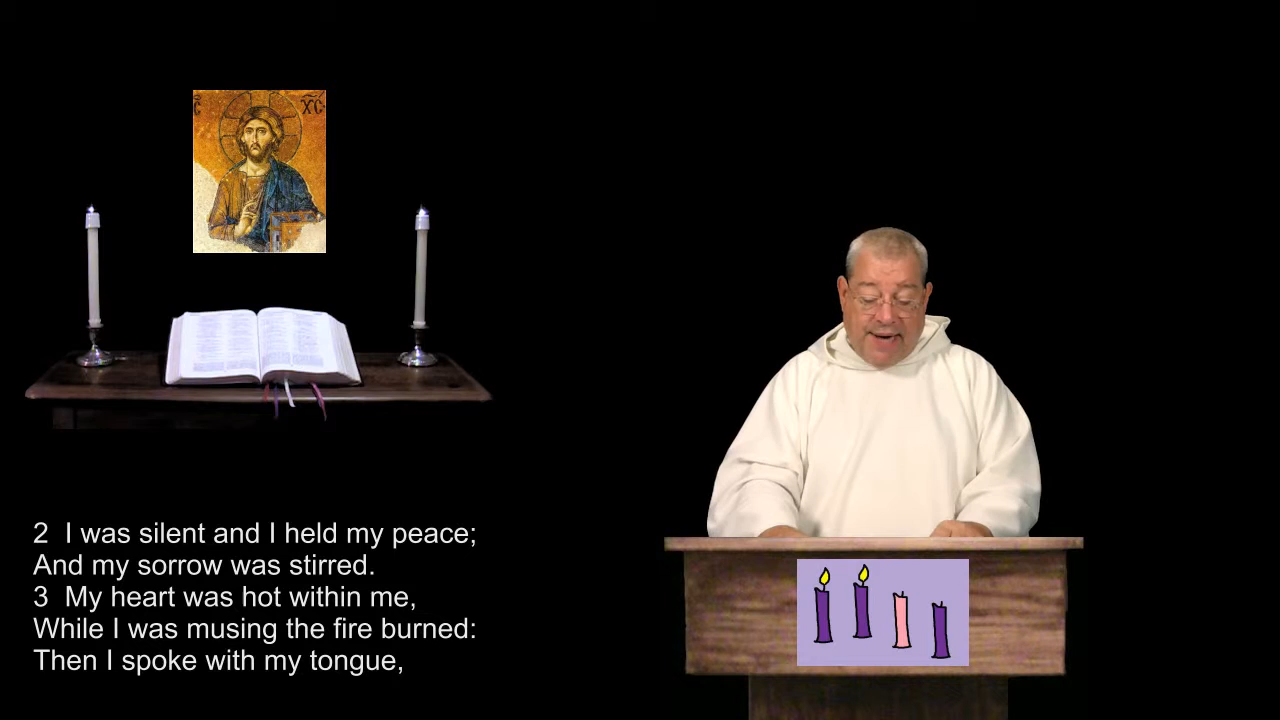 XC
2 I was silent and I held my peace;
And my sorrow was stirred.
3 My heart was hot within me,
While I was musing the fire burned:
Then I spoke with my tongue,